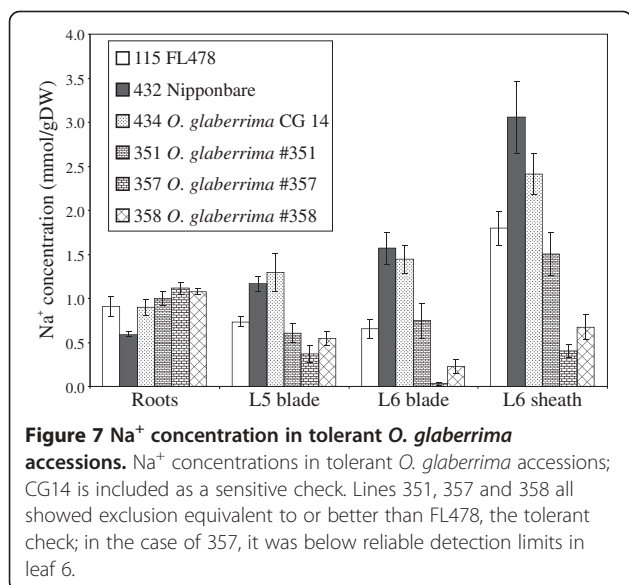 4.0
3.5
3.0
2.5
2.0
1.5
1.0
0.5
0.0
Na⁺ concentration (mmol/gDW)
115 FL478
432 Nipponbare
434 O. glaberrima CG 14
351 O. glaberrima #351
357 O. glaberrima #357
358 O. glaberrima #358
Roots L5 blade L6 blade L6 sheath
Figure 7 Na⁺ concentration in tolerant O. glaberrima
accessions. Na⁺ concentrations in tolerant O. glaberrima accessions;
CG14 is included as a sensitive check. Lines 351, 357 and 358 all
showed exclusion equivalent to or better than FL478, the tolerant
check; in the case of 357, it was below reliable detection limits in
leaf 6.